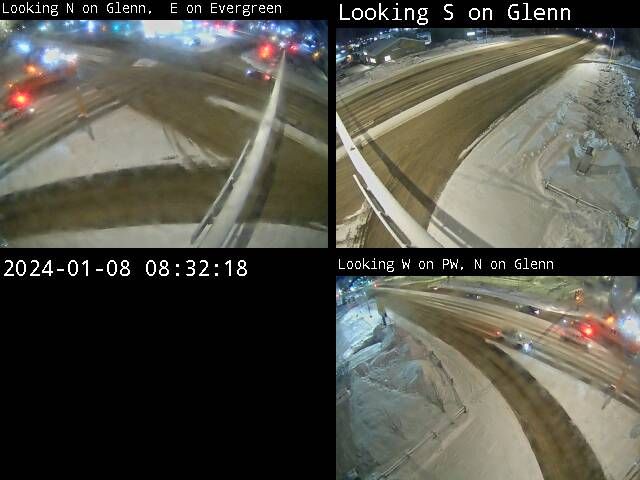 Looking N on Glenn,  E on Evergreen
Looking S on Glenn
2024-01-08 08:32:18
Looking W on PW, N on Glenn